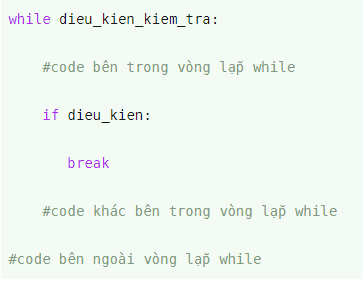 while dieu_kien_kiem_tra:
#code bên trong vòng lặp while
if dieu_kien:
break
#code khác bên trong vòng lặp while
#code bên ngoài vòng lặp while